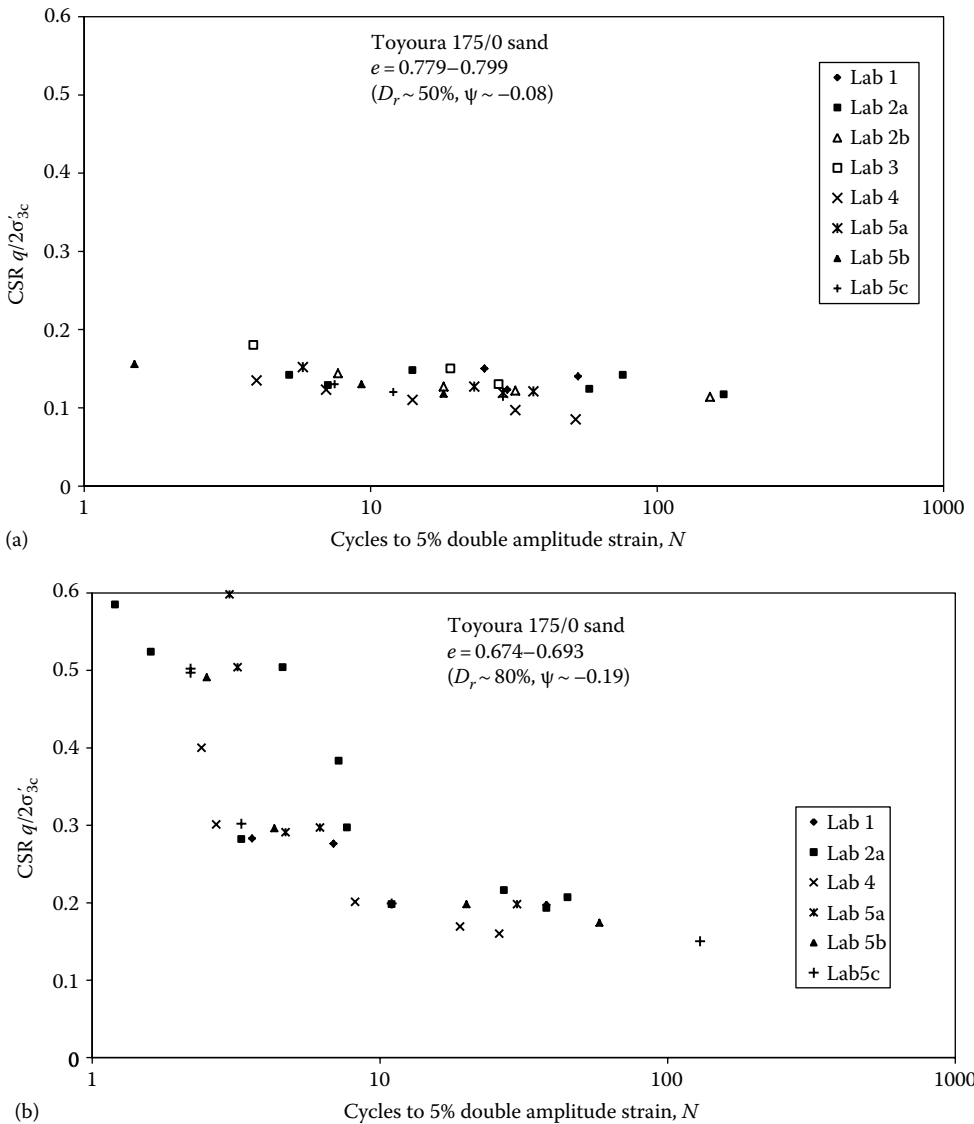 0.6
Toyoura 175/0 sand
e = 0.779–0.799
(Dr ~ 50%, ψ ~ −0.08)
0.5
0.4
0.3
0.2
0.1
0
CSR q/2σ′3c
Lab 1
Lab 2a
Lab 2b
Lab 3
Lab 4
Lab 5a
Lab 5b
Lab 5c
1 10 100 1000
(a) Cycles to 5% double amplitude strain, N
0.6
Toyoura 175/0 sand
e = 0.674–0.693
(Dr ~ 80%, ψ ~ −0.19)
0.5
0.4
0.3
0.2
0.1
0
CSR q/2σ′3c
Lab 1
Lab 2a
Lab 4
Lab 5a
Lab 5b
Lab5c
1 10 100 1000
(b) Cycles to 5% double amplitude strain, N